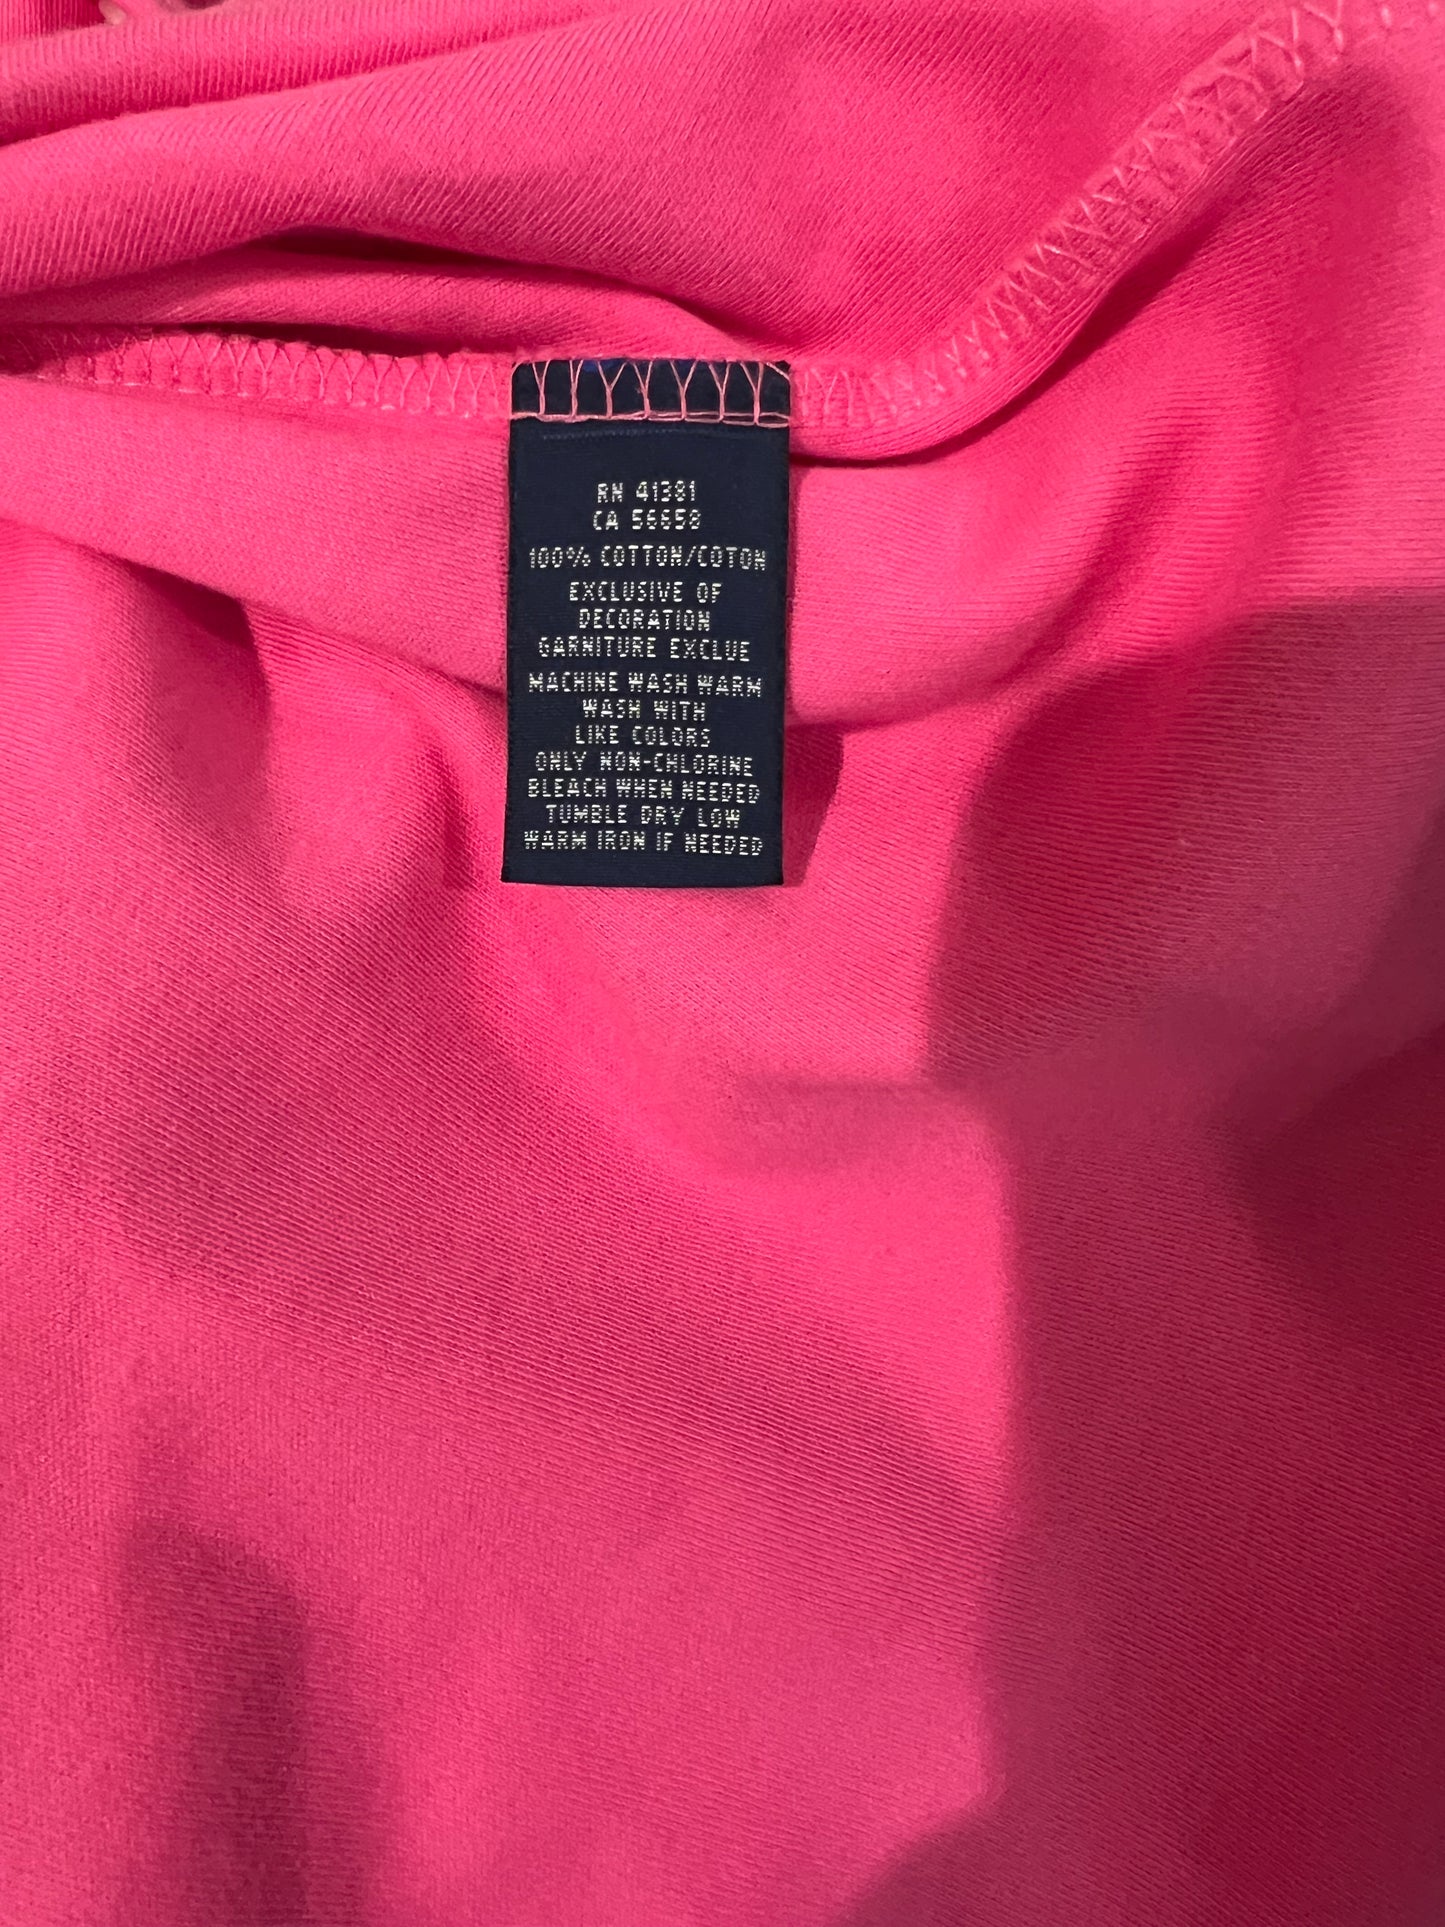 RN 41381
CA 56658
100% COTTON/COTON
EXCLUSIVE OF
DECORATION
GARNITURE EXCLUE
MACHINE WASH WARM
WASH WITH
LIKE COLORS
ONLY NON-CHLORINE
BLEACH WHEN NEEDED
TUMBLE DRY LOW
WARM IRON IF NEEDED